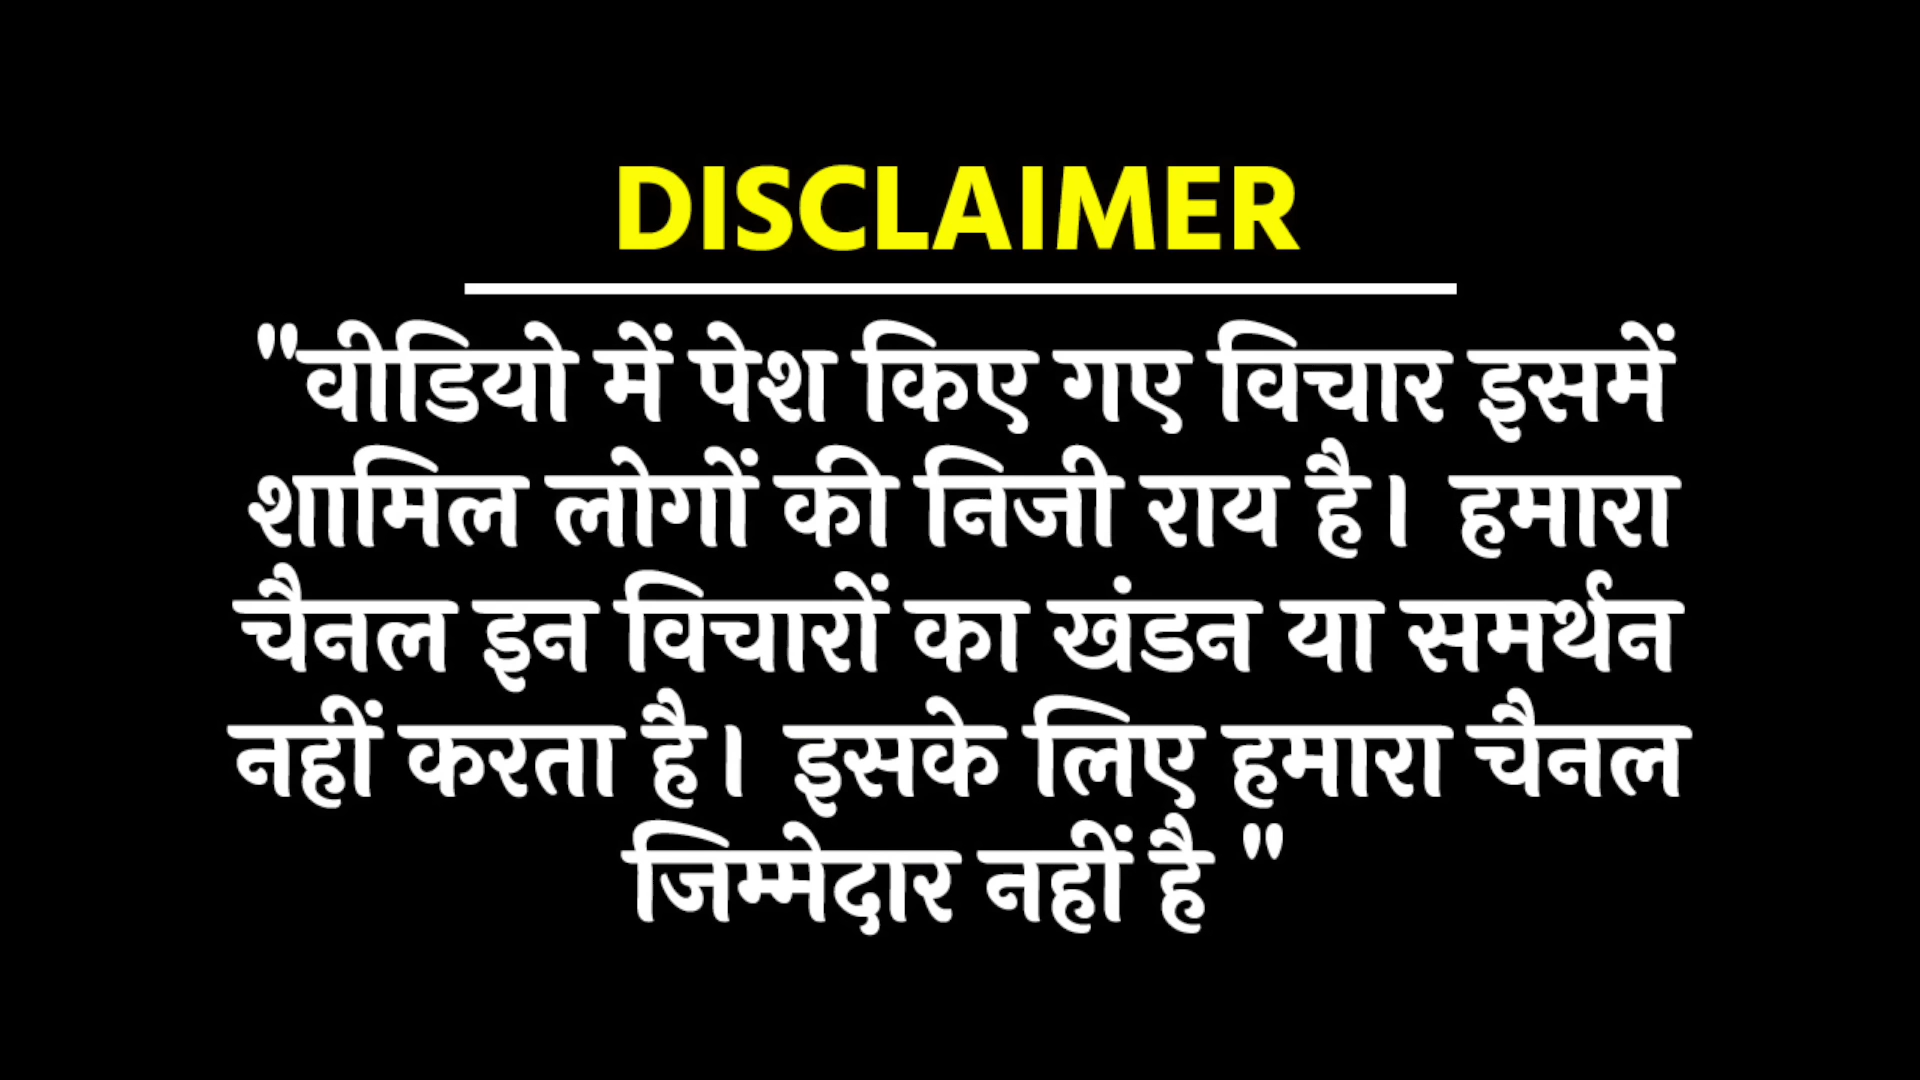 DISCLAIMER
"वीडियो में पेश किए गए विचार इसमें
शामिल लोगों की निजी राय है। हमारा
चैनल इन विचारों का खंडन या समर्थन
नहीं करता है। इसके लिए हमारा चैनल
जिम्मेदार नहीं है "